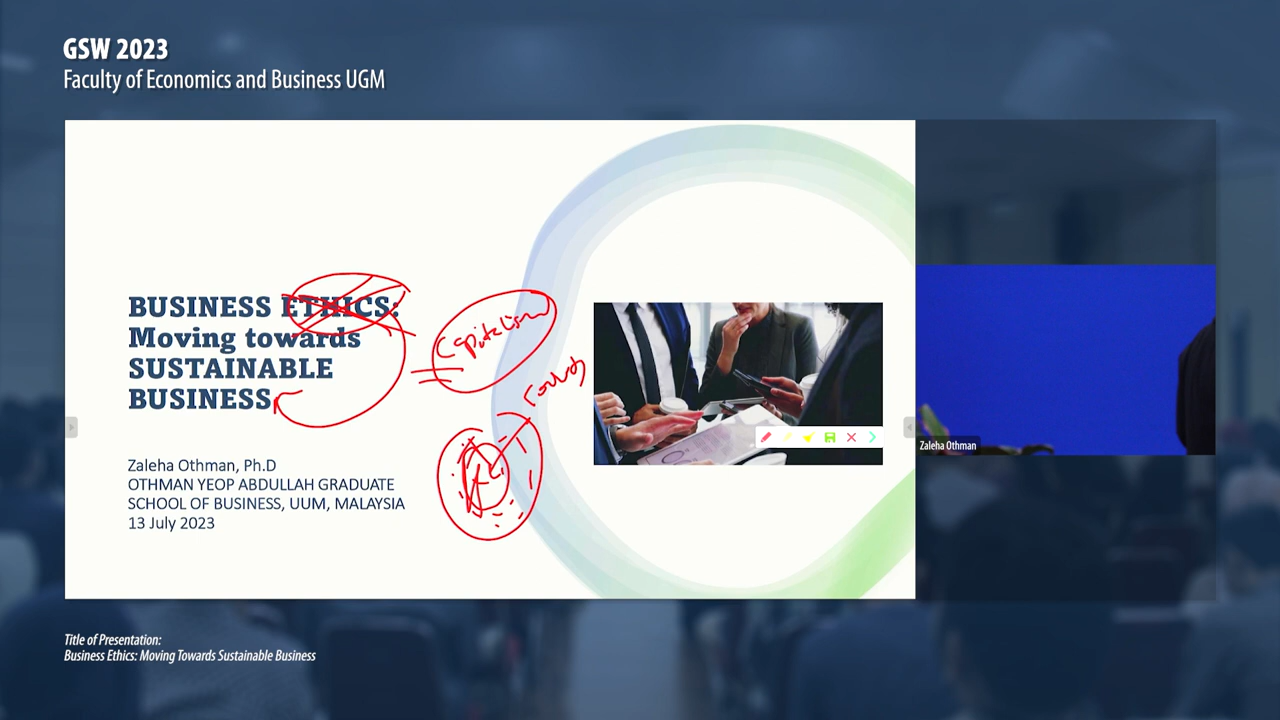 GSW 2023
Faculty of Economics and Business UGM
BUSINESS ETHICS:
Moving towards
SUSTAINABLE
BUSINESS
Capitalism
Zaleha Othman, Ph.D
OTHMAN YEOP ABDULLAH GRADUATE
SCHOOL OF BUSINESS, UUM, MALAYSIA
13 July 2023
Zaleha Othman
Title of Presentation:
Business Ethics: Moving Towards Sustainable Business